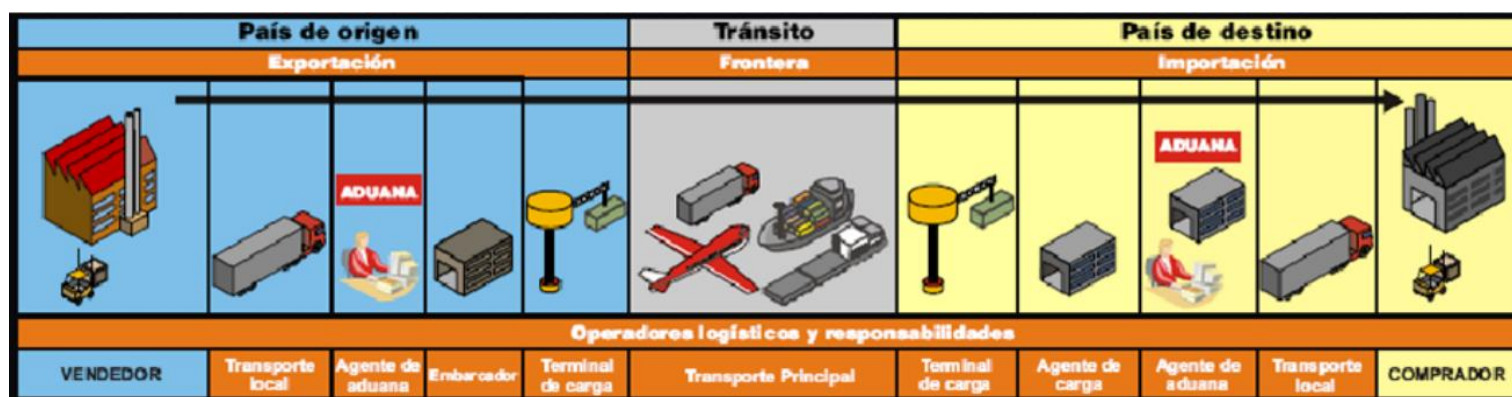 País de origen
Tránsito
País de destino
Exportación
Frontera
Importación
ADUANA
ADUANA
Operadores logísticos y responsabilidades
VENDEDOR
Transporte
local
Agente de
aduana
Embarcador
Terminal
de carga
Transporte Principal
Terminal
de carga
Agente de
carga
Agente de
aduana
Transporte
local
COMPRADOR